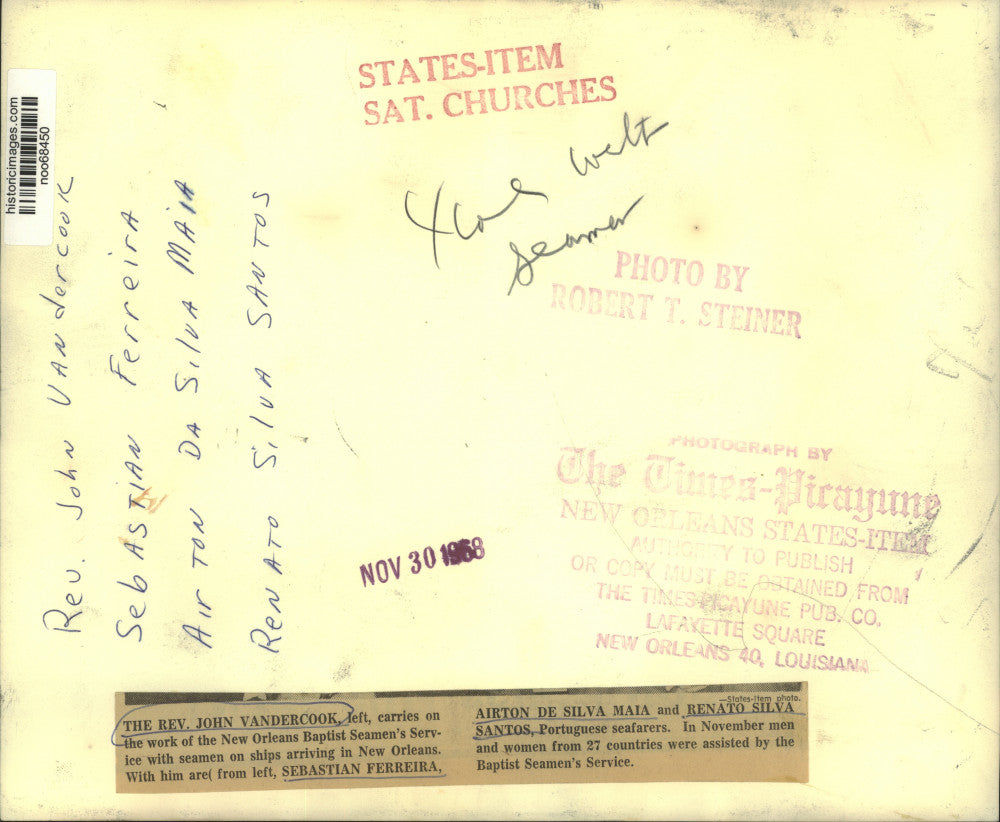 historicimages.com
noo68450
STATES-ITEM
SAT. CHURCHES
4 col welt
Seamen
PHOTO BY
ROBERT T. STEINER
Rev. John VANdercook
SebASTIAN Ferreira
AirTON DA SilvA MAiA
RENATO SilvA SANTOS
PHOTOGRAPH BY
The Times-Picayune
NEW ORLEANS STATES-ITEM
AUTHORITY TO PUBLISH
OR COPY MUST BE OBTAINED FROM
THE TIMES-PICAYUNE PUB. CO.
LAFAYETTE SQUARE
NEW ORLEANS 40, LOUISIANA
NOV 30 1968
States-Item photo.
THE REV. JOHN VANDERCOOK, left, carries on
the work of the New Orleans Baptist Seamen's Serv-
ice with seamen on ships arriving in New Orleans.
With him are( from left, SEBASTIAN FERREIRA,
AIRTON DE SILVA MAIA and RENATO SILVA
SANTOS, Portuguese seafarers. In November men
and women from 27 countries were assisted by the
Baptist Seamen's Service.